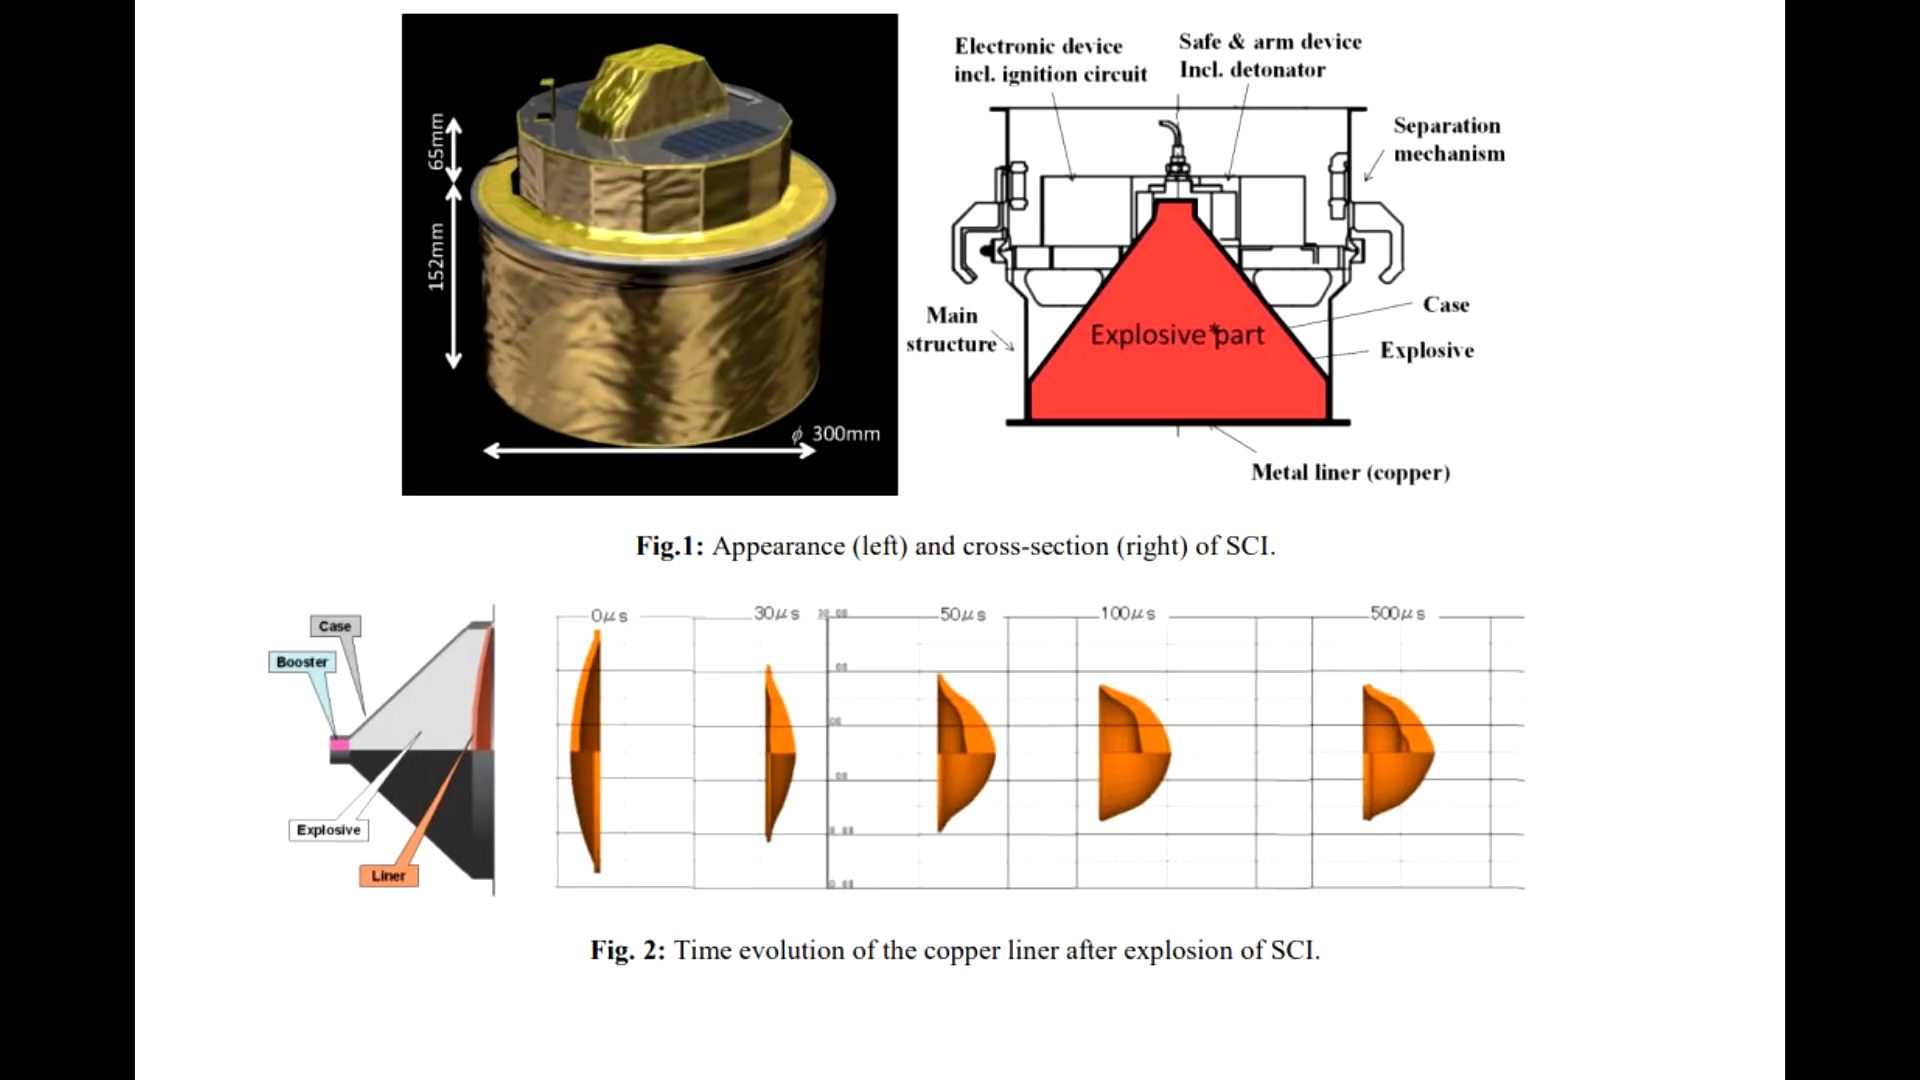 Electronic device
incl. ignition circuit
Safe & arm device
Incl. detonator
65mm
152mm
ϕ 300mm
Separation
mechanism
Main
structure
Explosive*part
Case
Explosive
Metal liner (copper)
Fig.1: Appearance (left) and cross-section (right) of SCI.
Case
Booster
Explosive
Liner
0μs
30μs
50μs
100μs
500μs
Fig. 2: Time evolution of the copper liner after explosion of SCI.